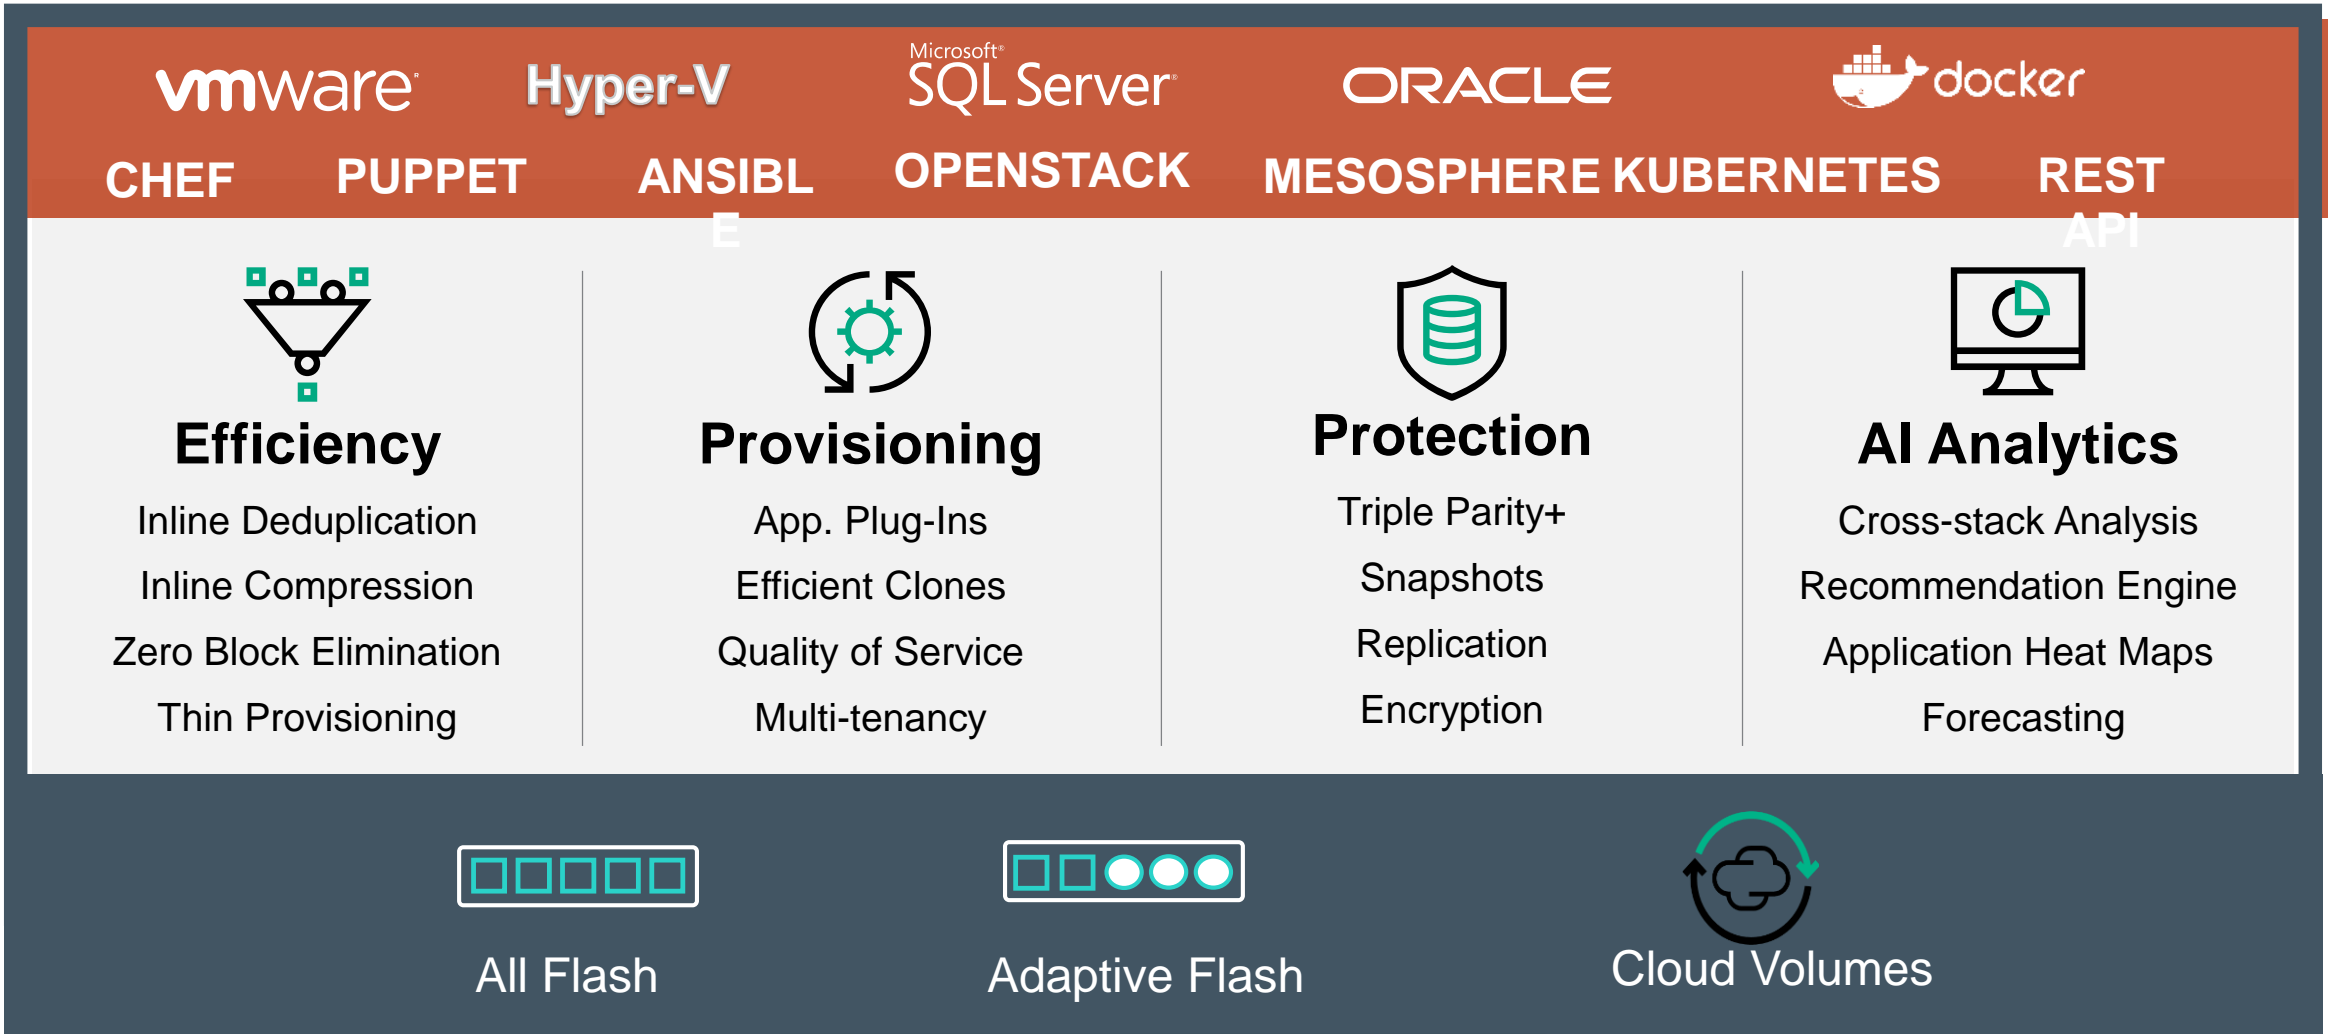 vmware
Hyper-V
Microsoft®
SQL Server®
ORACLE
docker
CHEF
PUPPET
ANSIBL
E
OPENSTACK
MESOSPHERE
KUBERNETES
REST
API
Efficiency
Inline Deduplication
Inline Compression
Zero Block Elimination
Thin Provisioning
Provisioning
App. Plug-Ins
Efficient Clones
Quality of Service
Multi-tenancy
Protection
Triple Parity+
Snapshots
Replication
Encryption
AI Analytics
Cross-stack Analysis
Recommendation Engine
Application Heat Maps
Forecasting
All Flash
Adaptive Flash
Cloud Volumes